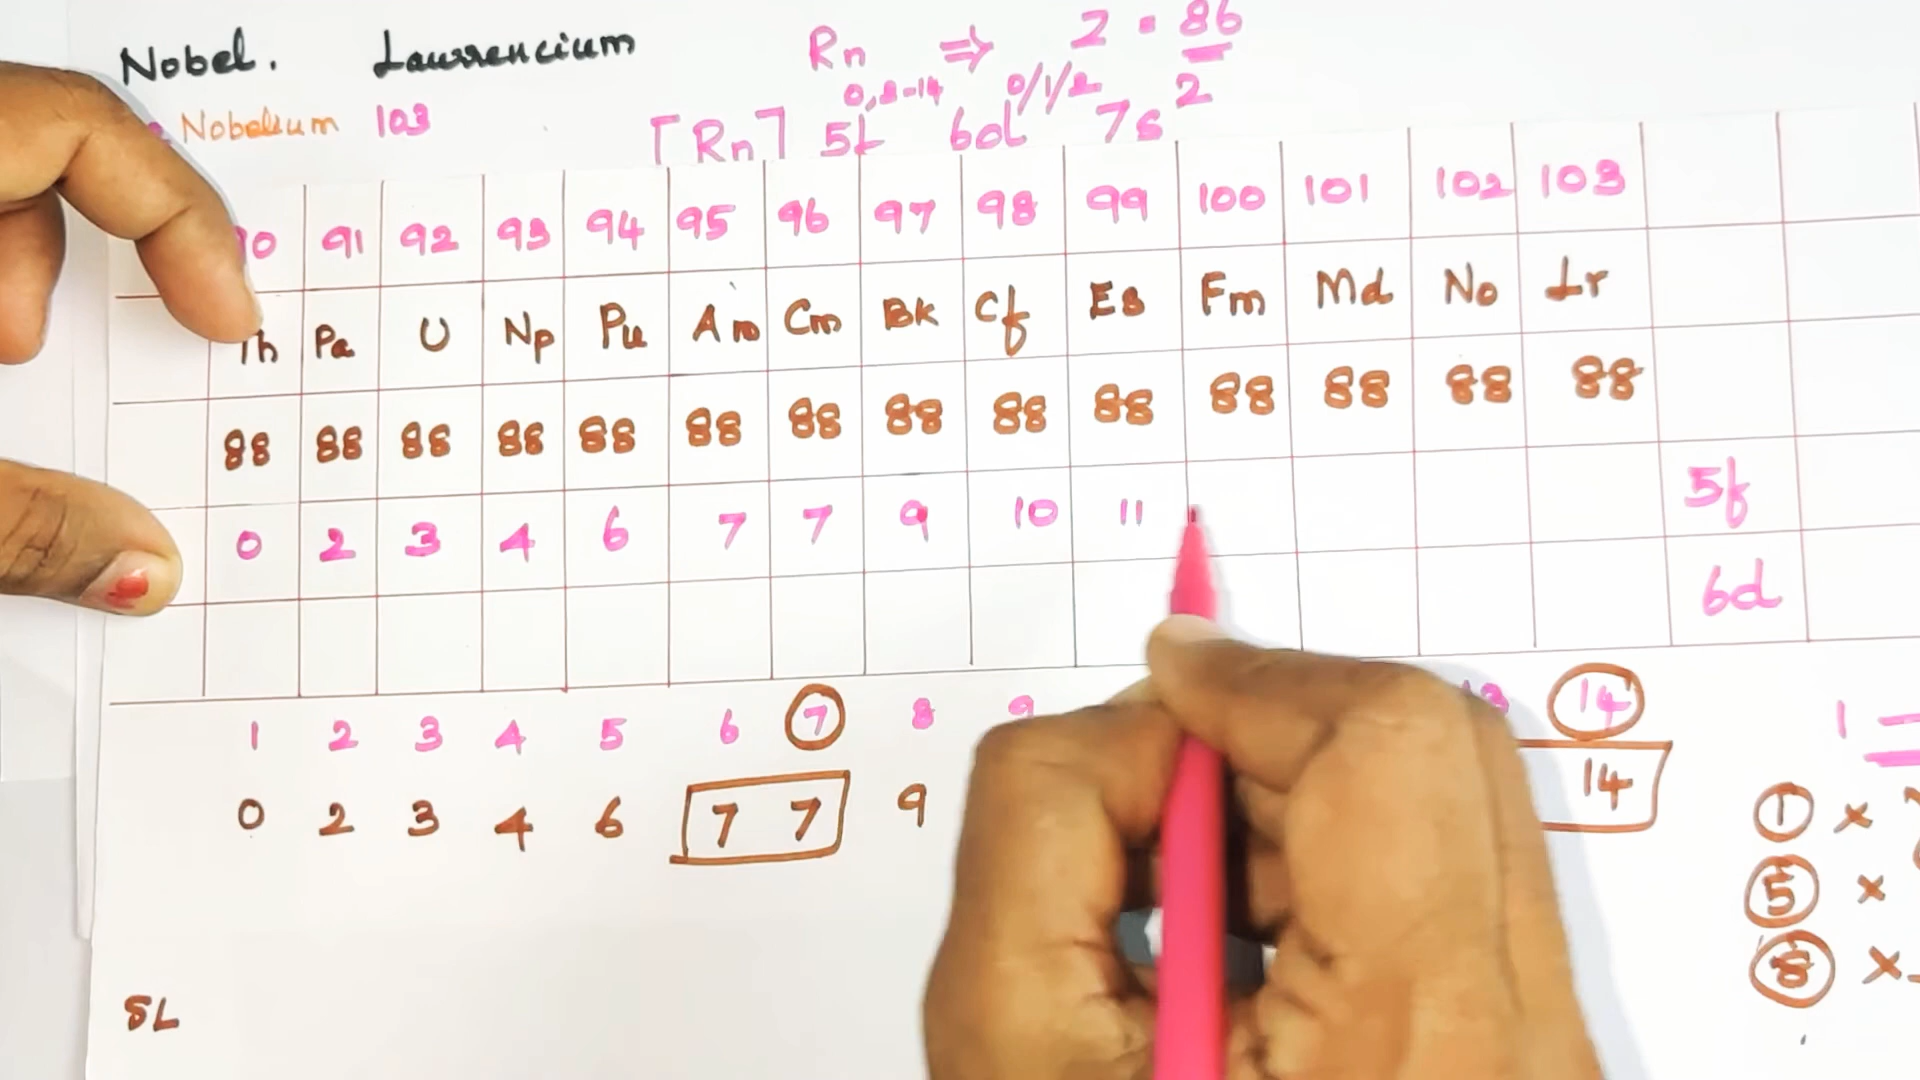 Nobel. Laurrencium Rn ⇒ Z = 86
Nobelium 103 [Rn] 5f 0,2-14 6d 0/1/2 7s 2
90 91 92 93 94 95 96 97 98 99 100 101 102 103
Th Pa U Np Pu Am Cm Bk Cf Es Fm Md No Lr
88 88 88 88 88 88 88 88 88 88 88 88 88 88
0 2 3 4 6 7 7 9 10 11 5f
6d
1 2 3 4 5 6 7 8 9 14 1
0 2 3 4 6 7 7 9 14 1 ×
5 ×
8 ×